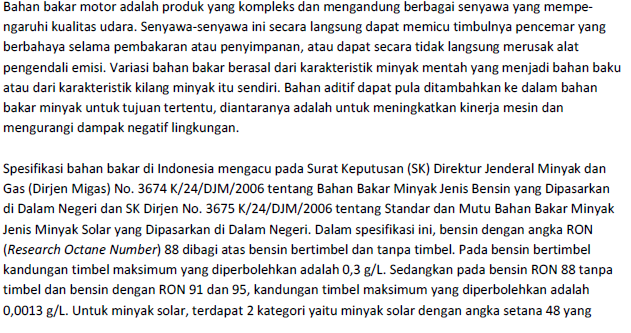 Bahan bakar motor adalah produk yang kompleks dan mengandung berbagai senyawa yang mempe-
ngaruhi kualitas udara. Senyawa-senyawa ini secara langsung dapat memicu timbulnya pencemar yang
berbahaya selama pembakaran atau penyimpanan, atau dapat secara tidak langsung merusak alat
pengendali emisi. Variasi bahan bakar berasal dari karakteristik minyak mentah yang menjadi bahan baku
atau dari karakteristik kilang minyak itu sendiri. Bahan aditif dapat pula ditambahkan ke dalam bahan
bakar minyak untuk tujuan tertentu, diantaranya adalah untuk meningkatkan kinerja mesin dan
mengurangi dampak negatif lingkungan.
Spesifikasi bahan bakar di Indonesia mengacu pada Surat Keputusan (SK) Direktur Jenderal Minyak dan
Gas (Dirjen Migas) No. 3674 K/24/DJM/2006 tentang Bahan Bakar Minyak Jenis Bensin yang Dipasarkan
di Dalam Negeri dan SK Dirjen No. 3675 K/24/DJM/2006 tentang Standar dan Mutu Bahan Bakar Minyak
Jenis Minyak Solar yang Dipasarkan di Dalam Negeri. Dalam spesifikasi ini, bensin dengan angka RON
(Research Octane Number) 88 dibagi atas bensin bertimbel dan tanpa timbel. Pada bensin bertimbel
kandungan timbel maksimum yang diperbolehkan adalah 0,3 g/L. Sedangkan pada bensin RON 88 tanpa
timbel dan bensin dengan RON 91 dan 95, kandungan timbel maksimum yang diperbolehkan adalah
0,0013 g/L. Untuk minyak solar, terdapat 2 kategori yaitu minyak solar dengan angka setana 48 yang